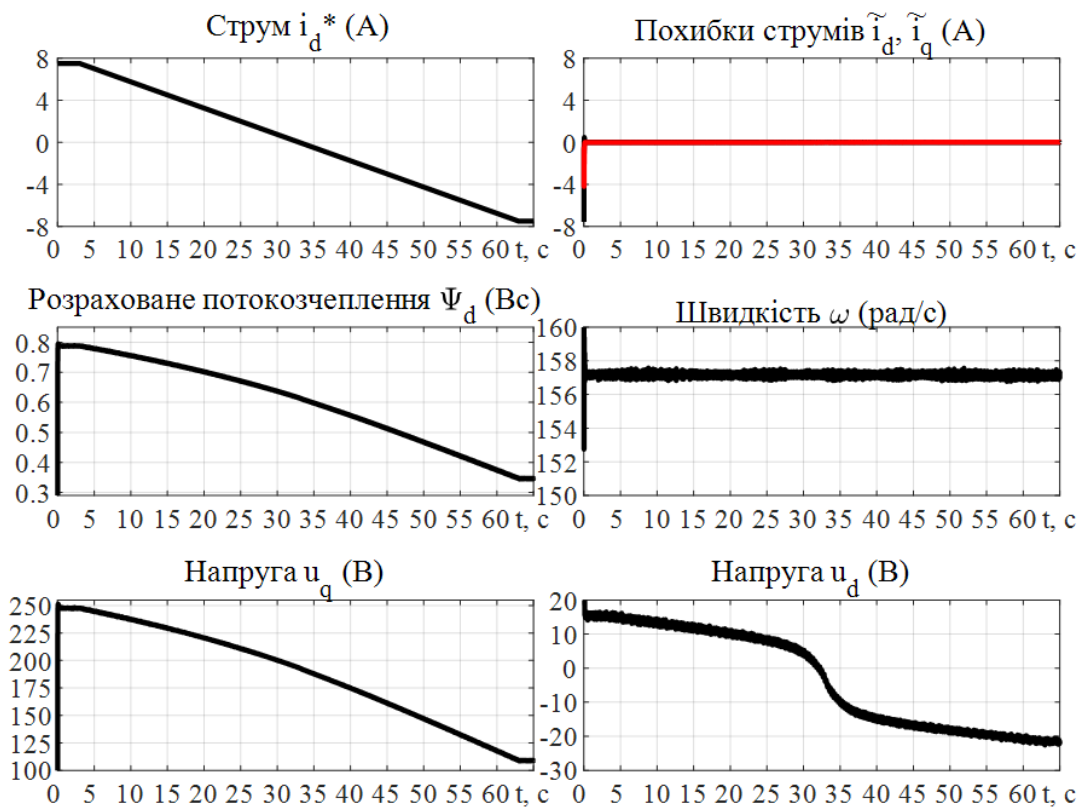 Струм i_d* (А)
8
4
0
-4
-8
0 5 10 15 20 25 30 35 40 45 50 55 60 t, с
Похибки струмів ĩ_d, ĩ_q (А)
8
4
0
-4
-8
0 5 10 15 20 25 30 35 40 45 50 55 60 t, с
Розраховане потокозчеплення Ψ_d (Вс)
0.8
0.7
0.6
0.5
0.4
0.3
0 5 10 15 20 25 30 35 40 45 50 55 60 t, с
Швидкість ω (рад/с)
160
158
156
154
152
150
0 5 10 15 20 25 30 35 40 45 50 55 60 t, с
Напруга u_q (В)
250
225
200
175
150
125
100
0 5 10 15 20 25 30 35 40 45 50 55 60 t, с
Напруга u_d (В)
20
10
0
-10
-20
-30
0 5 10 15 20 25 30 35 40 45 50 55 60 t, с